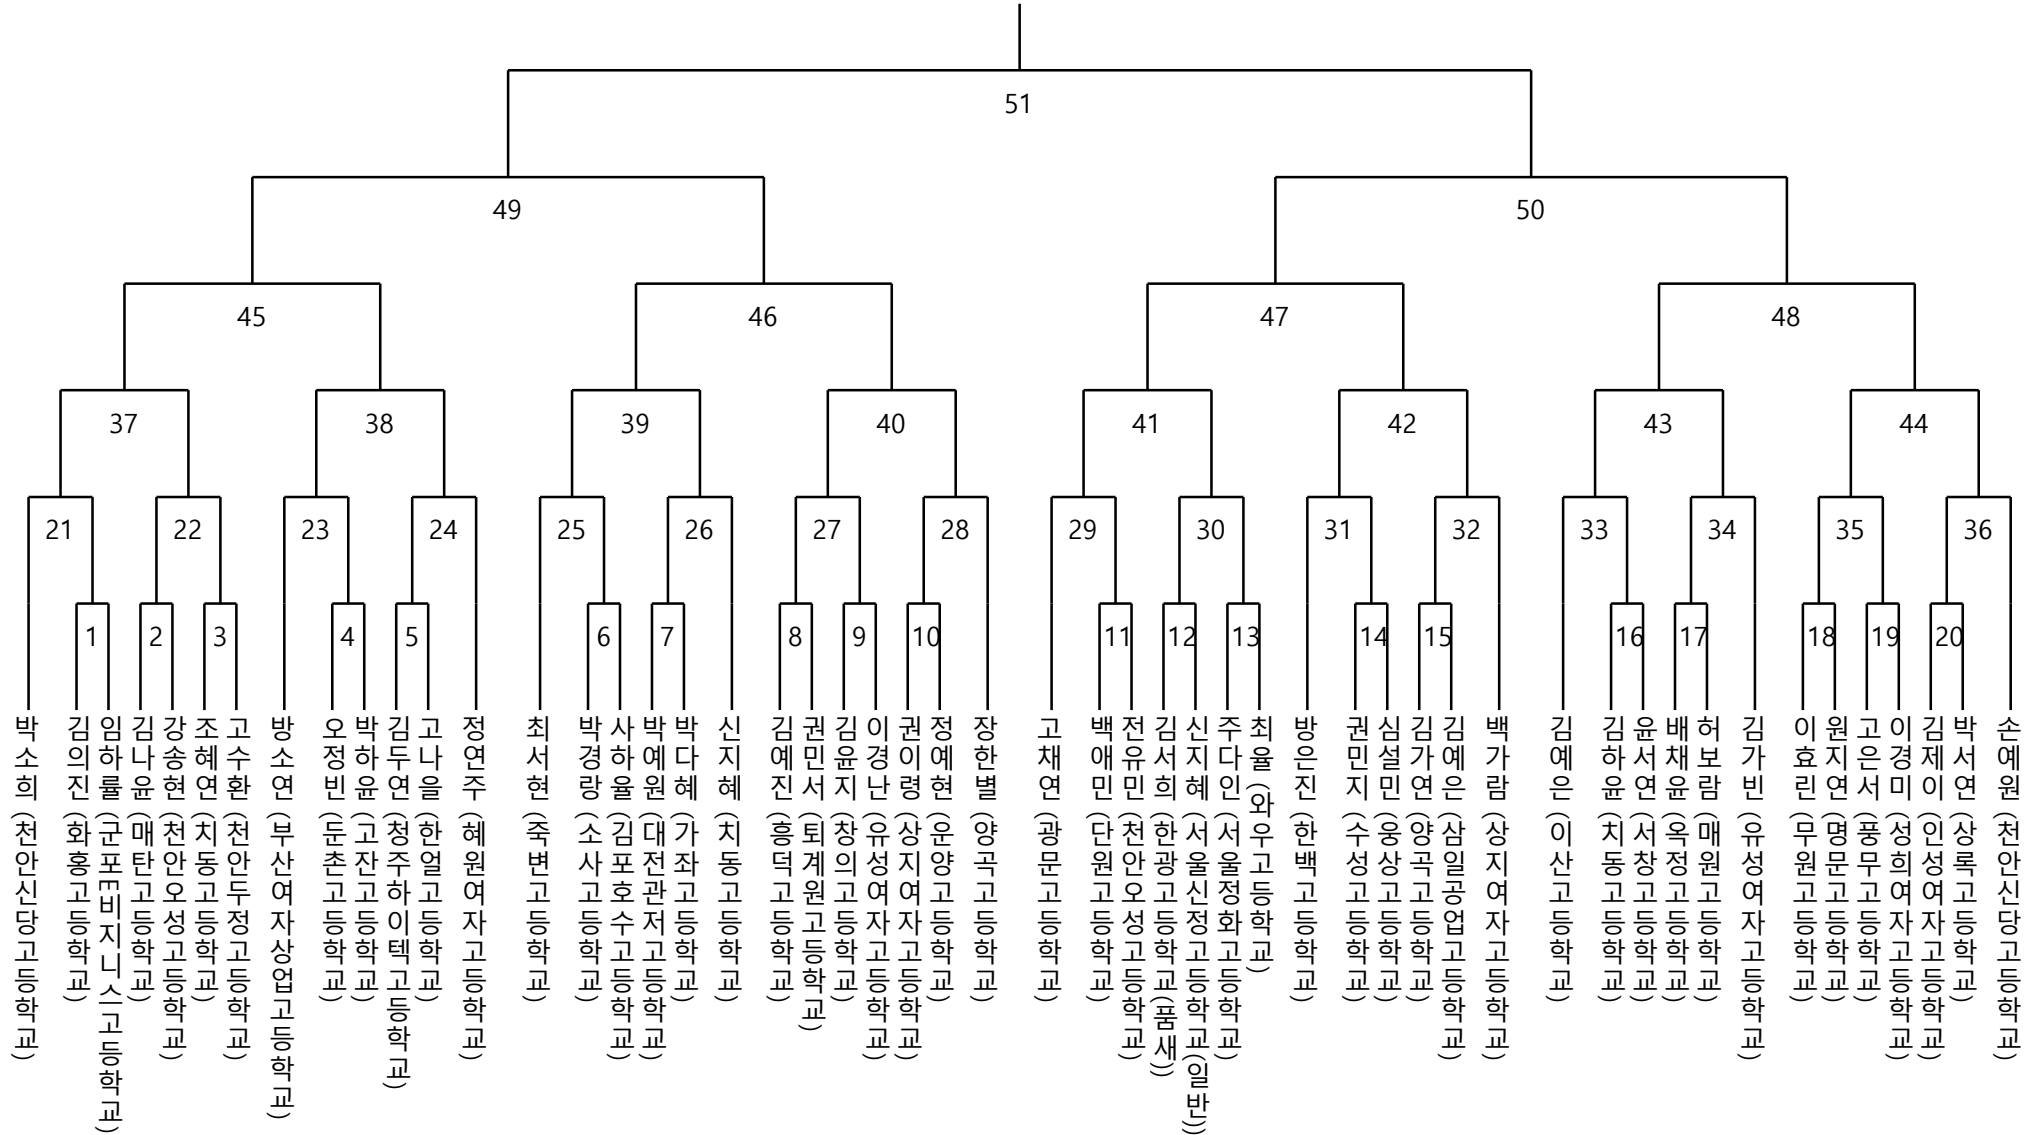 51
49
50
45
46
47
48
37
38
39
40
41
42
43
44
21
22
23
24
25
26
27
28
29
30
31
32
33
34
35
36
1
2
3
4
5
6
7
8
9
10
11
12
13
14
15
16
17
18
19
20
박소희 (천안신당고등학교)
김의진 (화홍고등학교)
임하률 (군포E비지니스고등학교)
김나윤 (매탄고등학교)
강송현 (천안오성고등학교)
조혜연 (치동고등학교)
고수환 (천안두정고등학교)
방소연 (부산여자상업고등학교)
오정빈 (둔촌고등학교)
박하윤 (고잔고등학교)
김두연 (청주하이텍고등학교)
고나을 (한얼고등학교)
정연주 (혜원여자고등학교)
최서현 (죽변고등학교)
박경랑 (소사고등학교)
사하율 (김포호수고등학교)
박예원 (대전관저고등학교)
박다혜 (가좌고등학교)
신지혜 (치동고등학교)
김예진 (흥덕고등학교)
권민서 (퇴계원고등학교)
김윤지 (창의고등학교)
이경난 (유성여자고등학교)
권이령 (상지여자고등학교)
정예현 (운양고등학교)
장한별 (양곡고등학교)
고채연 (광문고등학교)
백애민 (단원고등학교)
전유민 (천안오성고등학교)
김서희 (한광고등학교(품새))
신지혜 (서울신정고등학교(일반))
주다인 (서울정화고등학교)
최율 (와우고등학교)
방은진 (한백고등학교)
권민지 (수성고등학교)
심설민 (웅상고등학교)
김가연 (양곡고등학교)
김예은 (삼일공업고등학교)
백가람 (상지여자고등학교)
김예은 (이산고등학교)
김하윤 (치동고등학교)
윤서연 (서창고등학교)
배채윤 (옥정고등학교)
허보람 (매원고등학교)
김가빈 (유성여자고등학교)
이효린 (무원고등학교)
원지연 (명문고등학교)
고은서 (풍무고등학교)
이경미 (성희여자고등학교)
김제이 (인성여자고등학교)
박서연 (상록고등학교)
손예원 (천안신당고등학교)